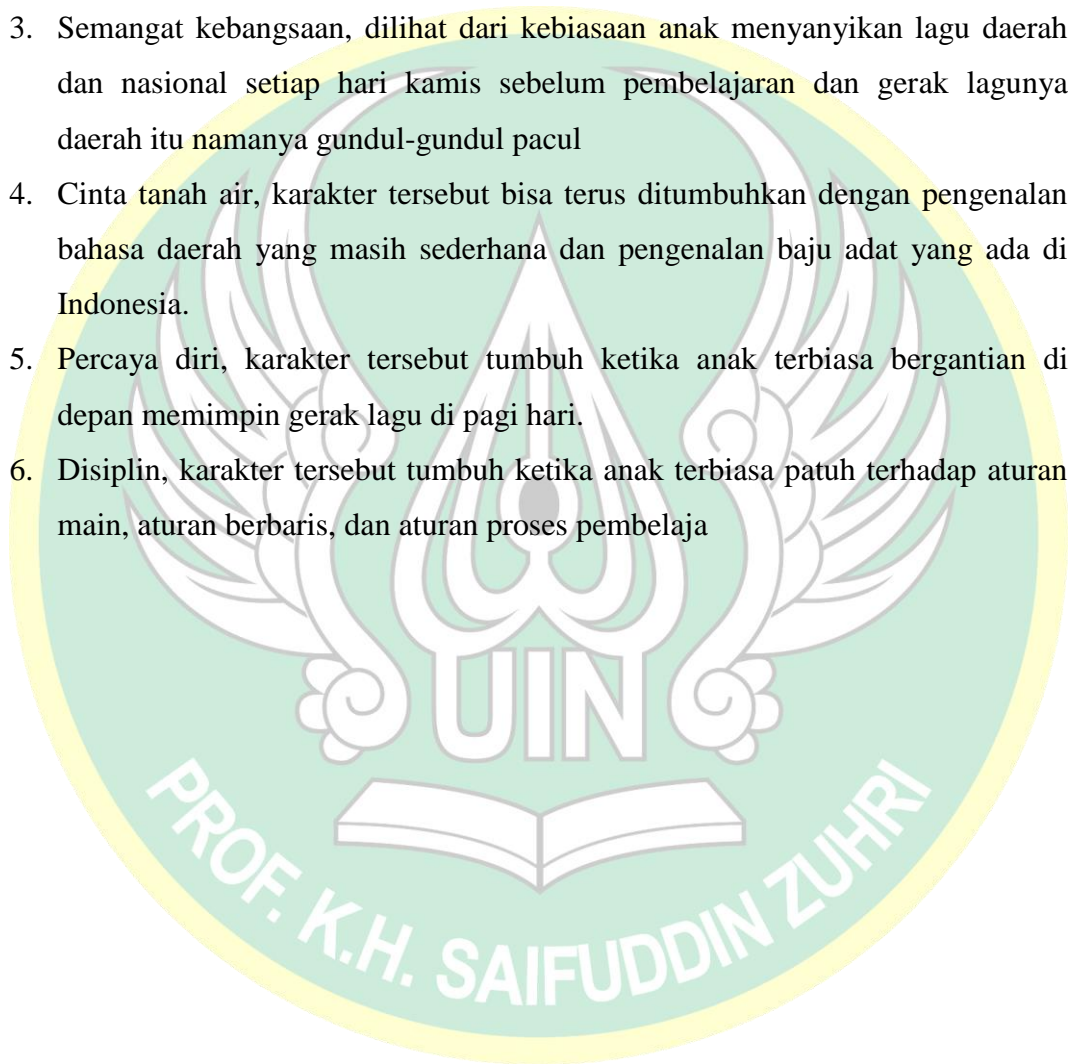 3. Semangat kebangsaan, dilihat dari kebiasaan anak menyanyikan lagu daerah
dan nasional setiap hari kamis sebelum pembelajaran dan gerak lagunya
daerah itu namanya gundul-gundul pacul
4. Cinta tanah air, karakter tersebut bisa terus ditumbuhkan dengan pengenalan
bahasa daerah yang masih sederhana dan pengenalan baju adat yang ada di
Indonesia.
5. Percaya diri, karakter tersebut tumbuh ketika anak terbiasa bergantian di
depan memimpin gerak lagu di pagi hari.
6. Disiplin, karakter tersebut tumbuh ketika anak terbiasa patuh terhadap aturan
main, aturan berbaris, dan aturan proses pembelaja
UIN
PROF. K.H. SAIFUDDIN ZUHRI